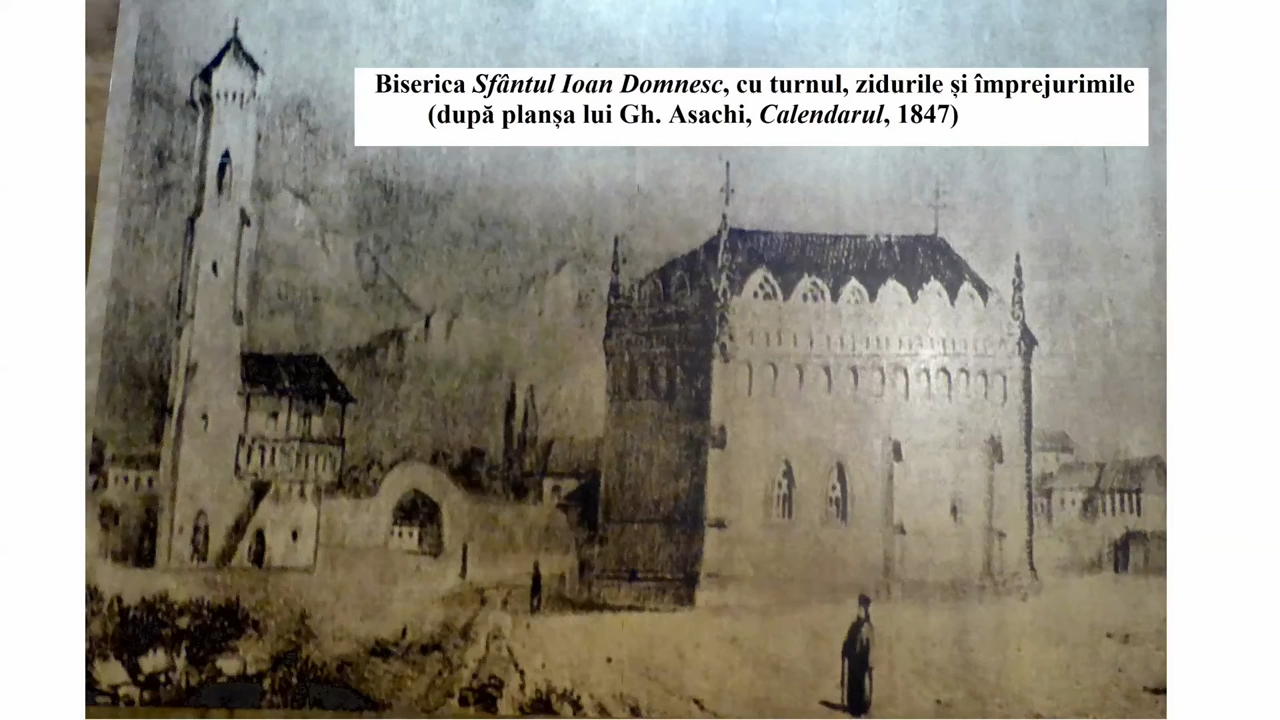 Biserica Sfântul Ioan Domnesc, cu turnul, zidurile și împrejurimile
(după planșa lui Gh. Asachi, Calendarul, 1847)